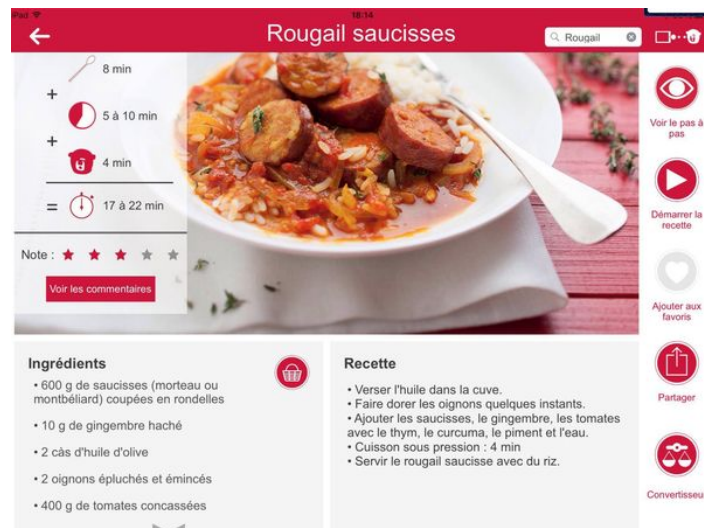 iPad
18:14
Rougail saucisses
Rougail
8 min
+
5 à 10 min
+
4 min
= 17 à 22 min
Note :
Voir les commentaires
Voir le pas à
pas
Démarrer la
recette
Ajouter aux
favoris
Partager
Convertisseu
Ingrédients
• 600 g de saucisses (morteau ou
montbéliard) coupées en rondelles
• 10 g de gingembre haché
• 2 càs d'huile d'olive
• 2 oignons épluchés et émincés
• 400 g de tomates concassées
Recette
• Verser l'huile dans la cuve.
• Faire dorer les oignons quelques instants.
• Ajouter les saucisses, le gingembre, les tomates
avec le thym, le curcuma, le piment et l'eau.
• Cuisson sous pression : 4 min
• Servir le rougail saucisse avec du riz.